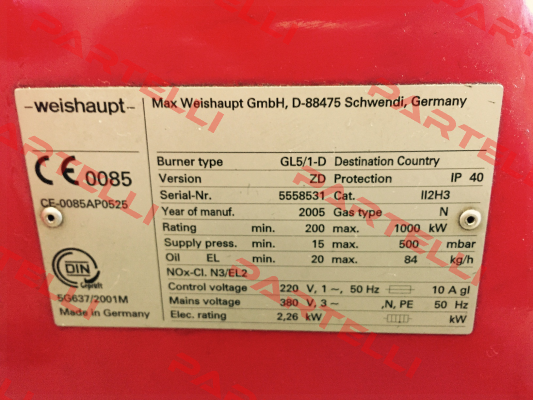 -weishaupt-
Max Weishaupt GmbH, D-88475 Schwendi, Germany
CE 0085
CE-0085AP0525
DIN
geprüft
5G637/2001M
Made in Germany
Burner type GL5/1-D Destination Country
Version ZD Protection IP 40
Serial-Nr. 5558531 Cat. II2H3
Year of manuf. 2005 Gas type N
Rating min. 200 max. 1000 kW
Supply press. min. 15 max. 500 mbar
Oil EL min. 20 max. 84 kg/h
NOx-Cl. N3/EL2
Control voltage 220 V, 1~, 50 Hz 10 A gl
Mains voltage 380 V, 3~ ,N, PE 50 Hz
Elec. rating 2,26 kW kW
PARTELLI
PARTELLI
PARTELLI
PARTELLI